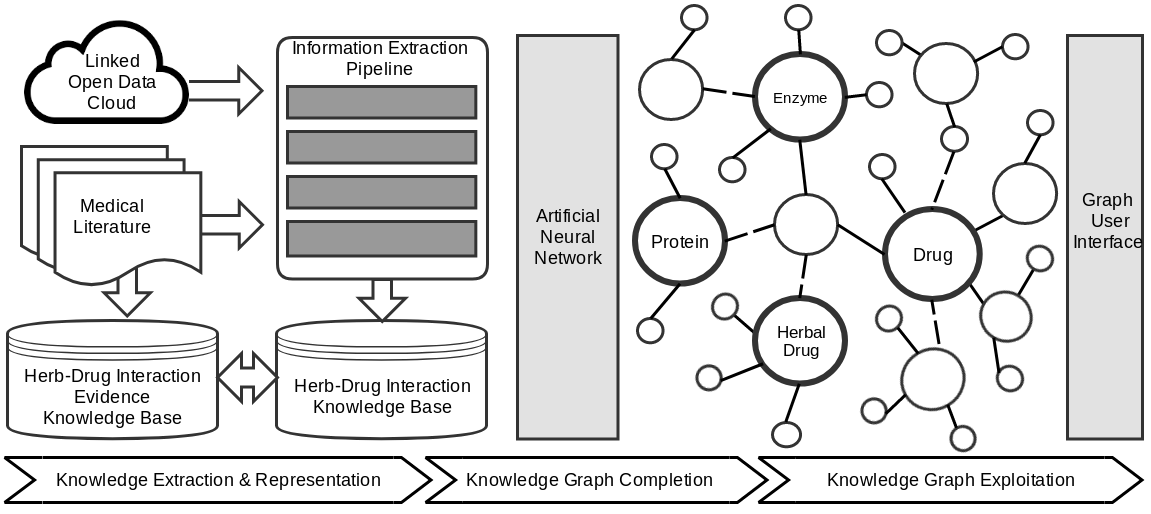 Linked
Open Data
Cloud
Information Extraction
Pipeline
Medical
Literature
Herb-Drug Interaction
Evidence
Knowledge Base
Herb-Drug Interaction
Knowledge Base
Artificial
Neural
Network
Enzyme
Protein
Drug
Herbal
Drug
Graph
User
Interface
Knowledge Extraction & Representation
Knowledge Graph Completion
Knowledge Graph Exploitation